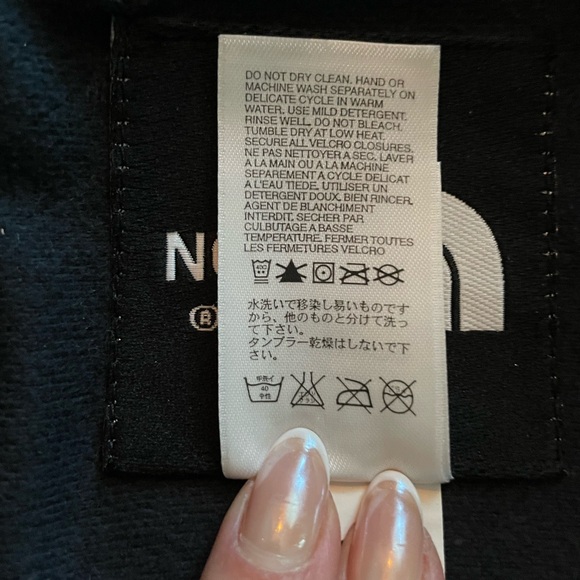 DO NOT DRY CLEAN. HAND OR
MACHINE WASH SEPARATELY ON
DELICATE CYCLE IN WARM
WATER. USE MILD DETERGENT.
RINSE WELL. DO NOT BLEACH.
TUMBLE DRY AT LOW HEAT.
SECURE ALL VELCRO CLOSURES.
NE PAS NETTOYER A SEC. LAVER
A LA MAIN OU A LA MACHINE
SEPAREMENT A CYCLE DELICAT
A L'EAU TIEDE. UTILISER UN
DETERGENT DOUX. BIEN RINCER.
AGENT DE BLANCHIMENT
INTERDIT. SECHER PAR
CULBUTAGE A BASSE
TEMPERATURE. FERMER TOUTES
LES FERMETURES VELCRO
40C
水洗いで移染し易いものです
から、他のものと分けて洗っ
て下さい。
タンブラー乾燥はしないで下
さい。
40
中性
N
®